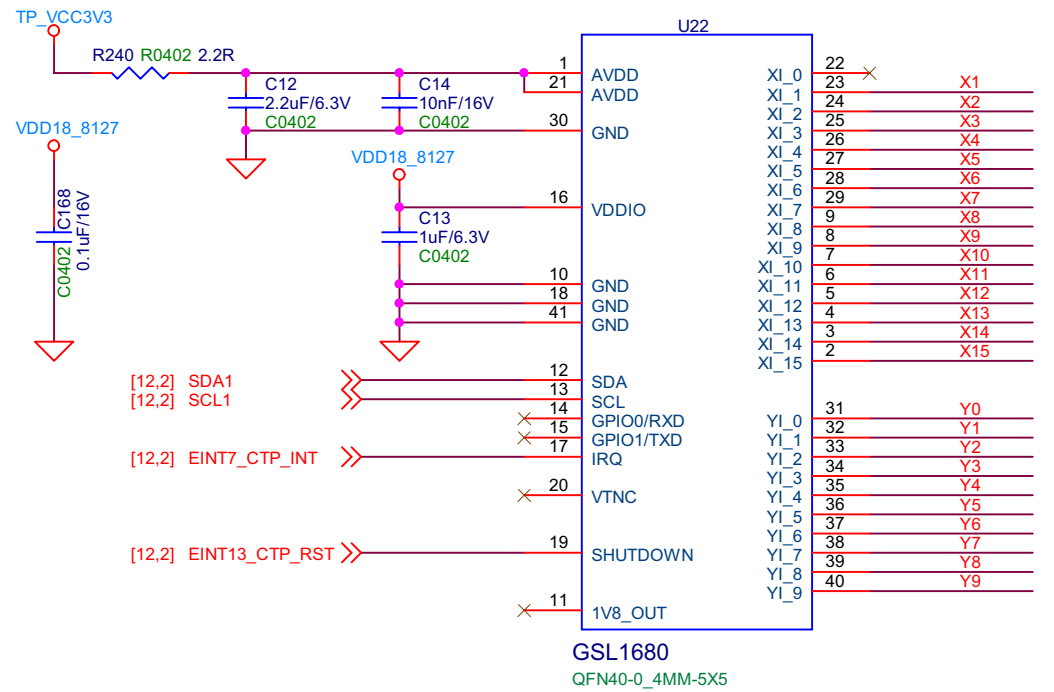 TP_VCC3V3
R240 R0402 2.2R
C12
2.2uF/6.3V
C0402
C14
10nF/16V
C0402
VDD18_8127
C168
0.1uF/16V
C0402
VDD18_8127
C13
1uF/6.3V
C0402
[12,2] SDA1
[12,2] SCL1
[12,2] EINT7_CTP_INT
[12,2] EINT13_CTP_RST
U22
1 AVDD
21 AVDD
30 GND
16 VDDIO
10 GND
18 GND
41 GND
12 SDA
13 SCL
14 GPIO0/RXD
15 GPIO1/TXD
17 IRQ
20 VTNC
19 SHUTDOWN
11 1V8_OUT
XI_0 22
XI_1 23 X1
XI_2 24 X2
XI_3 25 X3
XI_4 26 X4
XI_5 27 X5
XI_6 28 X6
XI_7 29 X7
XI_8 9 X8
XI_9 8 X9
XI_10 7 X10
XI_11 6 X11
XI_12 5 X12
XI_13 4 X13
XI_14 3 X14
XI_15 2 X15
YI_0 31 Y0
YI_1 32 Y1
YI_2 33 Y2
YI_3 34 Y3
YI_4 35 Y4
YI_5 36 Y5
YI_6 37 Y6
YI_7 38 Y7
YI_8 39 Y8
YI_9 40 Y9
GSL1680
QFN40-0_4MM-5X5